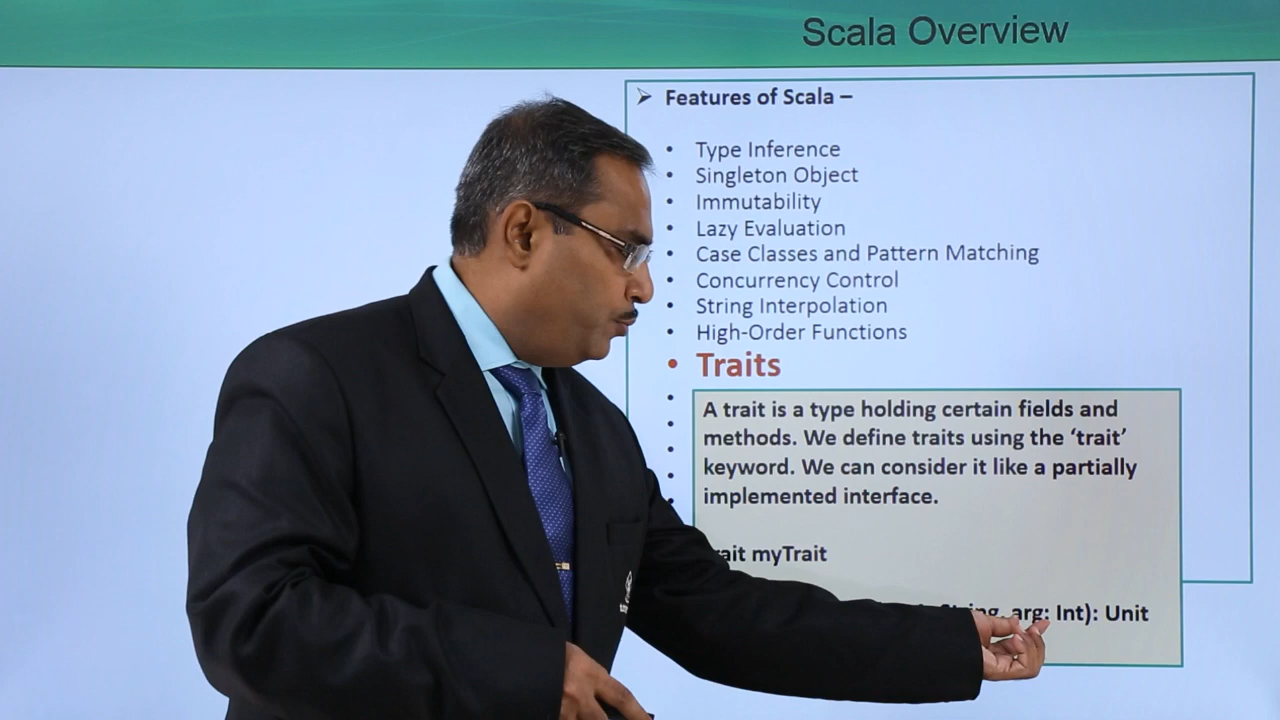 Scala Overview
➢ Features of Scala –
• Type Inference
• Singleton Object
• Immutability
• Lazy Evaluation
• Case Classes and Pattern Matching
• Concurrency Control
• String Interpolation
• High-Order Functions
• Traits
A trait is a type holding certain fields and
methods. We define traits using the ‘trait’
keyword. We can consider it like a partially
implemented interface.
myTrait
arg: Int): Unit